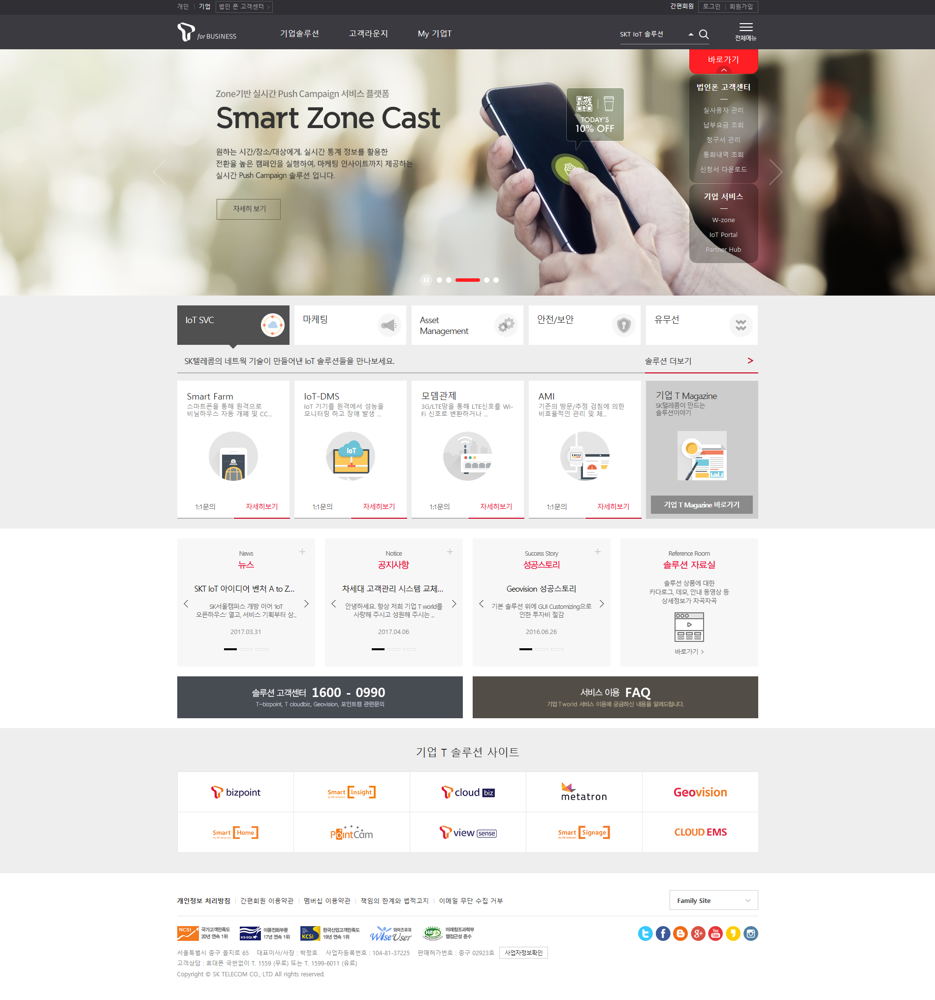 개인
기업
법인 폰 고객센터
간편회원
로그인
회원가입
for BUSINESS
기업솔루션
고객라운지
My 기업T
SKT IoT 솔루션
전체메뉴
바로가기
법인폰 고객센터
실사용자 관리
납부요금 조회
청구서 관리
통화내역 조회
신청서 다운로드
기업 서비스
W-zone
IoT Portal
Partner Hub
Zone기반 실시간 Push Campaign 서비스 플랫폼
Smart Zone Cast
원하는 시간/장소/대상에게, 실시간 통계 정보를 활용한
전환율 높은 캠페인을 실행하여, 마케팅 인사이트까지 제공하는
실시간 Push Campaign 솔루션 입니다.
자세히 보기
TODAY'S
10% OFF
IoT SVC
마케팅
Asset
Management
안전/보안
유무선
SK텔레콤의 네트웍 기술이 만들어낸 IoT 솔루션들을 만나보세요.
솔루션 더보기
Smart Farm
스마트폰을 통해 원격으로
비닐하우스 자동 개폐 및 CC...
1:1문의
자세히보기
IoT-DMS
IoT 기기를 원격에서 성능을
모니터링 하고 장애 발생 ...
IoT
1:1문의
자세히보기
모뎀관제
3G/LTE망을 통해 LTE신호를 Wi-
Fi 신호로 변환하거나 ...
1:1문의
자세히보기
AMI
기존의 방문/추정 검침에 의한
비효율적인 관리 및 체...
1:1문의
자세히보기
기업 T Magazine
SK텔레콤이 만드는
솔루션이야기
기업 T Magazine 바로가기
News
뉴스
SKT IoT 아이디어 벤처 A to Z...
SK서울캠퍼스 개방 이어 'IoT
오픈하우스' 열고, 서비스 기획부터 상...
2017.03.31
Notice
공지사항
차세대 고객관리 시스템 교체...
안녕하세요. 항상 저희 기업 T world를
사랑해 주시고 성원해 주시는 ...
2017.04.06
Success Story
성공스토리
Geovision 성공스토리
기본 솔루션 위에 GUI Customizing으로
인한 투자비 절감
2016.06.26
Reference Room
솔루션 자료실
솔루션 상품에 대한
카다로그, 데모, 안내 동영상 등
상세정보가 차곡차곡
바로가기
솔루션 고객센터 1600 - 0990
T-bizpoint, T cloudbiz, Geovision, 포인트캠 관련문의
서비스 이용 FAQ
기업 Tworld 서비스 이용에 궁금하신 내용을 알려드립니다.
기업 T 솔루션 사이트
bizpoint
Smart [Insight]
by SK telecom
cloud biz
metatron
Geovision
Smart [Home]
by SK telecom
PointCam
view sense
Smart [Signage]
by SK telecom
CLOUD EMS
개인정보 처리방침
간편회원 이용약관
멤버십 이용약관
책임의 한계와 법적고지
이메일 무단 수집 거부
Family Site
NCSI
국가고객만족도
20년 연속 1위
KS-SQI
이동전화부문
17년 연속 1위
KCSI
한국산업고객만족도
19년 연속 1위
WiseUser
와이즈유저
WA
미래창조과학부
웹접근성 준수
You
Tube
서울특별시 중구 을지로 65 대표이사/사장 : 박정호 사업자등록번호 : 104-81-37225 판매허가번호 : 중구 02923호 사업자정보확인
고객상담 : 휴대폰 국번없이 T. 1559 (무료) 또는 T. 1599-6011 (유료)
Copyright © SK TELECOM CO., LTD All rights reserved.